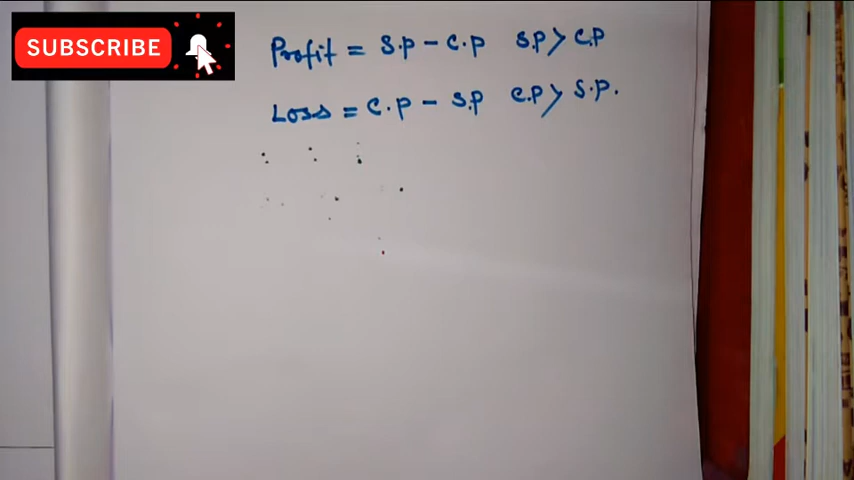 SUBSCRIBE
Profit = S.P - C.P S.P > C.P
Loss = C.P - S.P C.P > S.P.